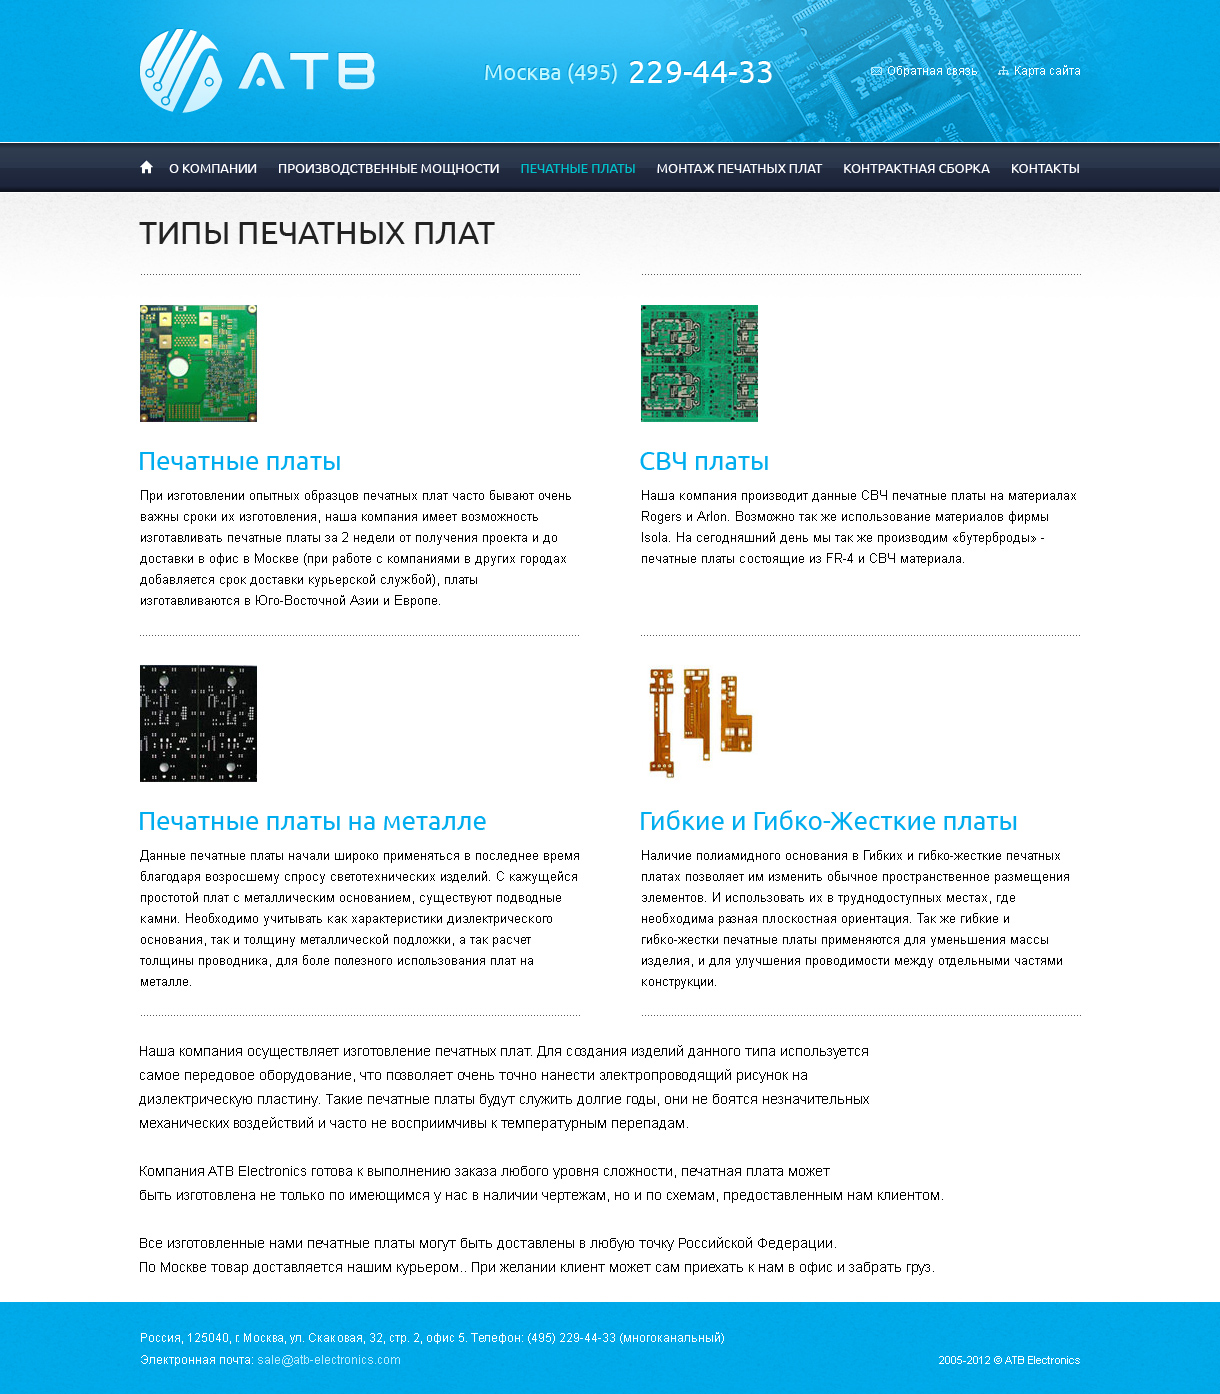 АТВ
Москва (495) 229-44-33
Обратная связь
Карта сайта
О КОМПАНИИ
ПРОИЗВОДСТВЕННЫЕ МОЩНОСТИ
ПЕЧАТНЫЕ ПЛАТЫ
МОНТАЖ ПЕЧАТНЫХ ПЛАТ
КОНТРАКТНАЯ СБОРКА
КОНТАКТЫ
ТИПЫ ПЕЧАТНЫХ ПЛАТ
Печатные платы
При изготовлении опытных образцов печатных плат часто бывают очень
важны сроки их изготовления, наша компания имеет возможность
изготавливать печатные платы за 2 недели от получения проекта и до
доставки в офис в Москве (при работе с компаниями в других городах
добавляется срок доставки курьерской службой), платы
изготавливаются в Юго-Восточной Азии и Европе.
СВЧ платы
Наша компания производит данные СВЧ печатные платы на материалах
Rogers и Arlon. Возможно так же использование материалов фирмы
Isola. На сегодняшний день мы так же производим «бутерброды» -
печатные платы состоящие из FR-4 и СВЧ материала.
Печатные платы на металле
Данные печатные платы начали широко применяться в последнее время
благодаря возросшему спросу светотехнических изделий. С кажущейся
простотой плат с металлическим основанием, существуют подводные
камни. Необходимо учитывать как характеристики диэлектрического
основания, так и толщину металлической подложки, а так расчет
толщины проводника, для боле полезного использования плат на
металле.
Гибкие и Гибко-Жесткие платы
Наличие полиамидного основания в Гибких и гибко-жесткие печатных
платах позволяет им изменить обычное пространственное размещения
элементов. И использовать их в труднодоступных местах, где
необходима разная плоскостная ориентация. Так же гибкие и
гибко-жестки печатные платы применяются для уменьшения массы
изделия, и для улучшения проводимости между отдельными частями
конструкции.
Наша компания осуществляет изготовление печатных плат. Для создания изделий данного типа используется
самое передовое оборудование, что позволяет очень точно нанести электропроводящий рисунок на
диэлектрическую пластину. Такие печатные платы будут служить долгие годы, они не боятся незначительных
механических воздействий и часто не восприимчивы к температурным перепадам.
Компания ATB Electronics готова к выполнению заказа любого уровня сложности, печатная плата может
быть изготовлена не только по имеющимся у нас в наличии чертежам, но и по схемам, предоставленным нам клиентом.
Все изготовленные нами печатные платы могут быть доставлены в любую точку Российской Федерации.
По Москве товар доставляется нашим курьером.. При желании клиент может сам приехать к нам в офис и забрать груз.
Россия, 125040, г. Москва, ул. Скаковая, 32, стр. 2, офис 5. Телефон: (495) 229-44-33 (многоканальный)
Электронная почта: sale@atb-electronics.com
2005-2012 © ATB Electronics